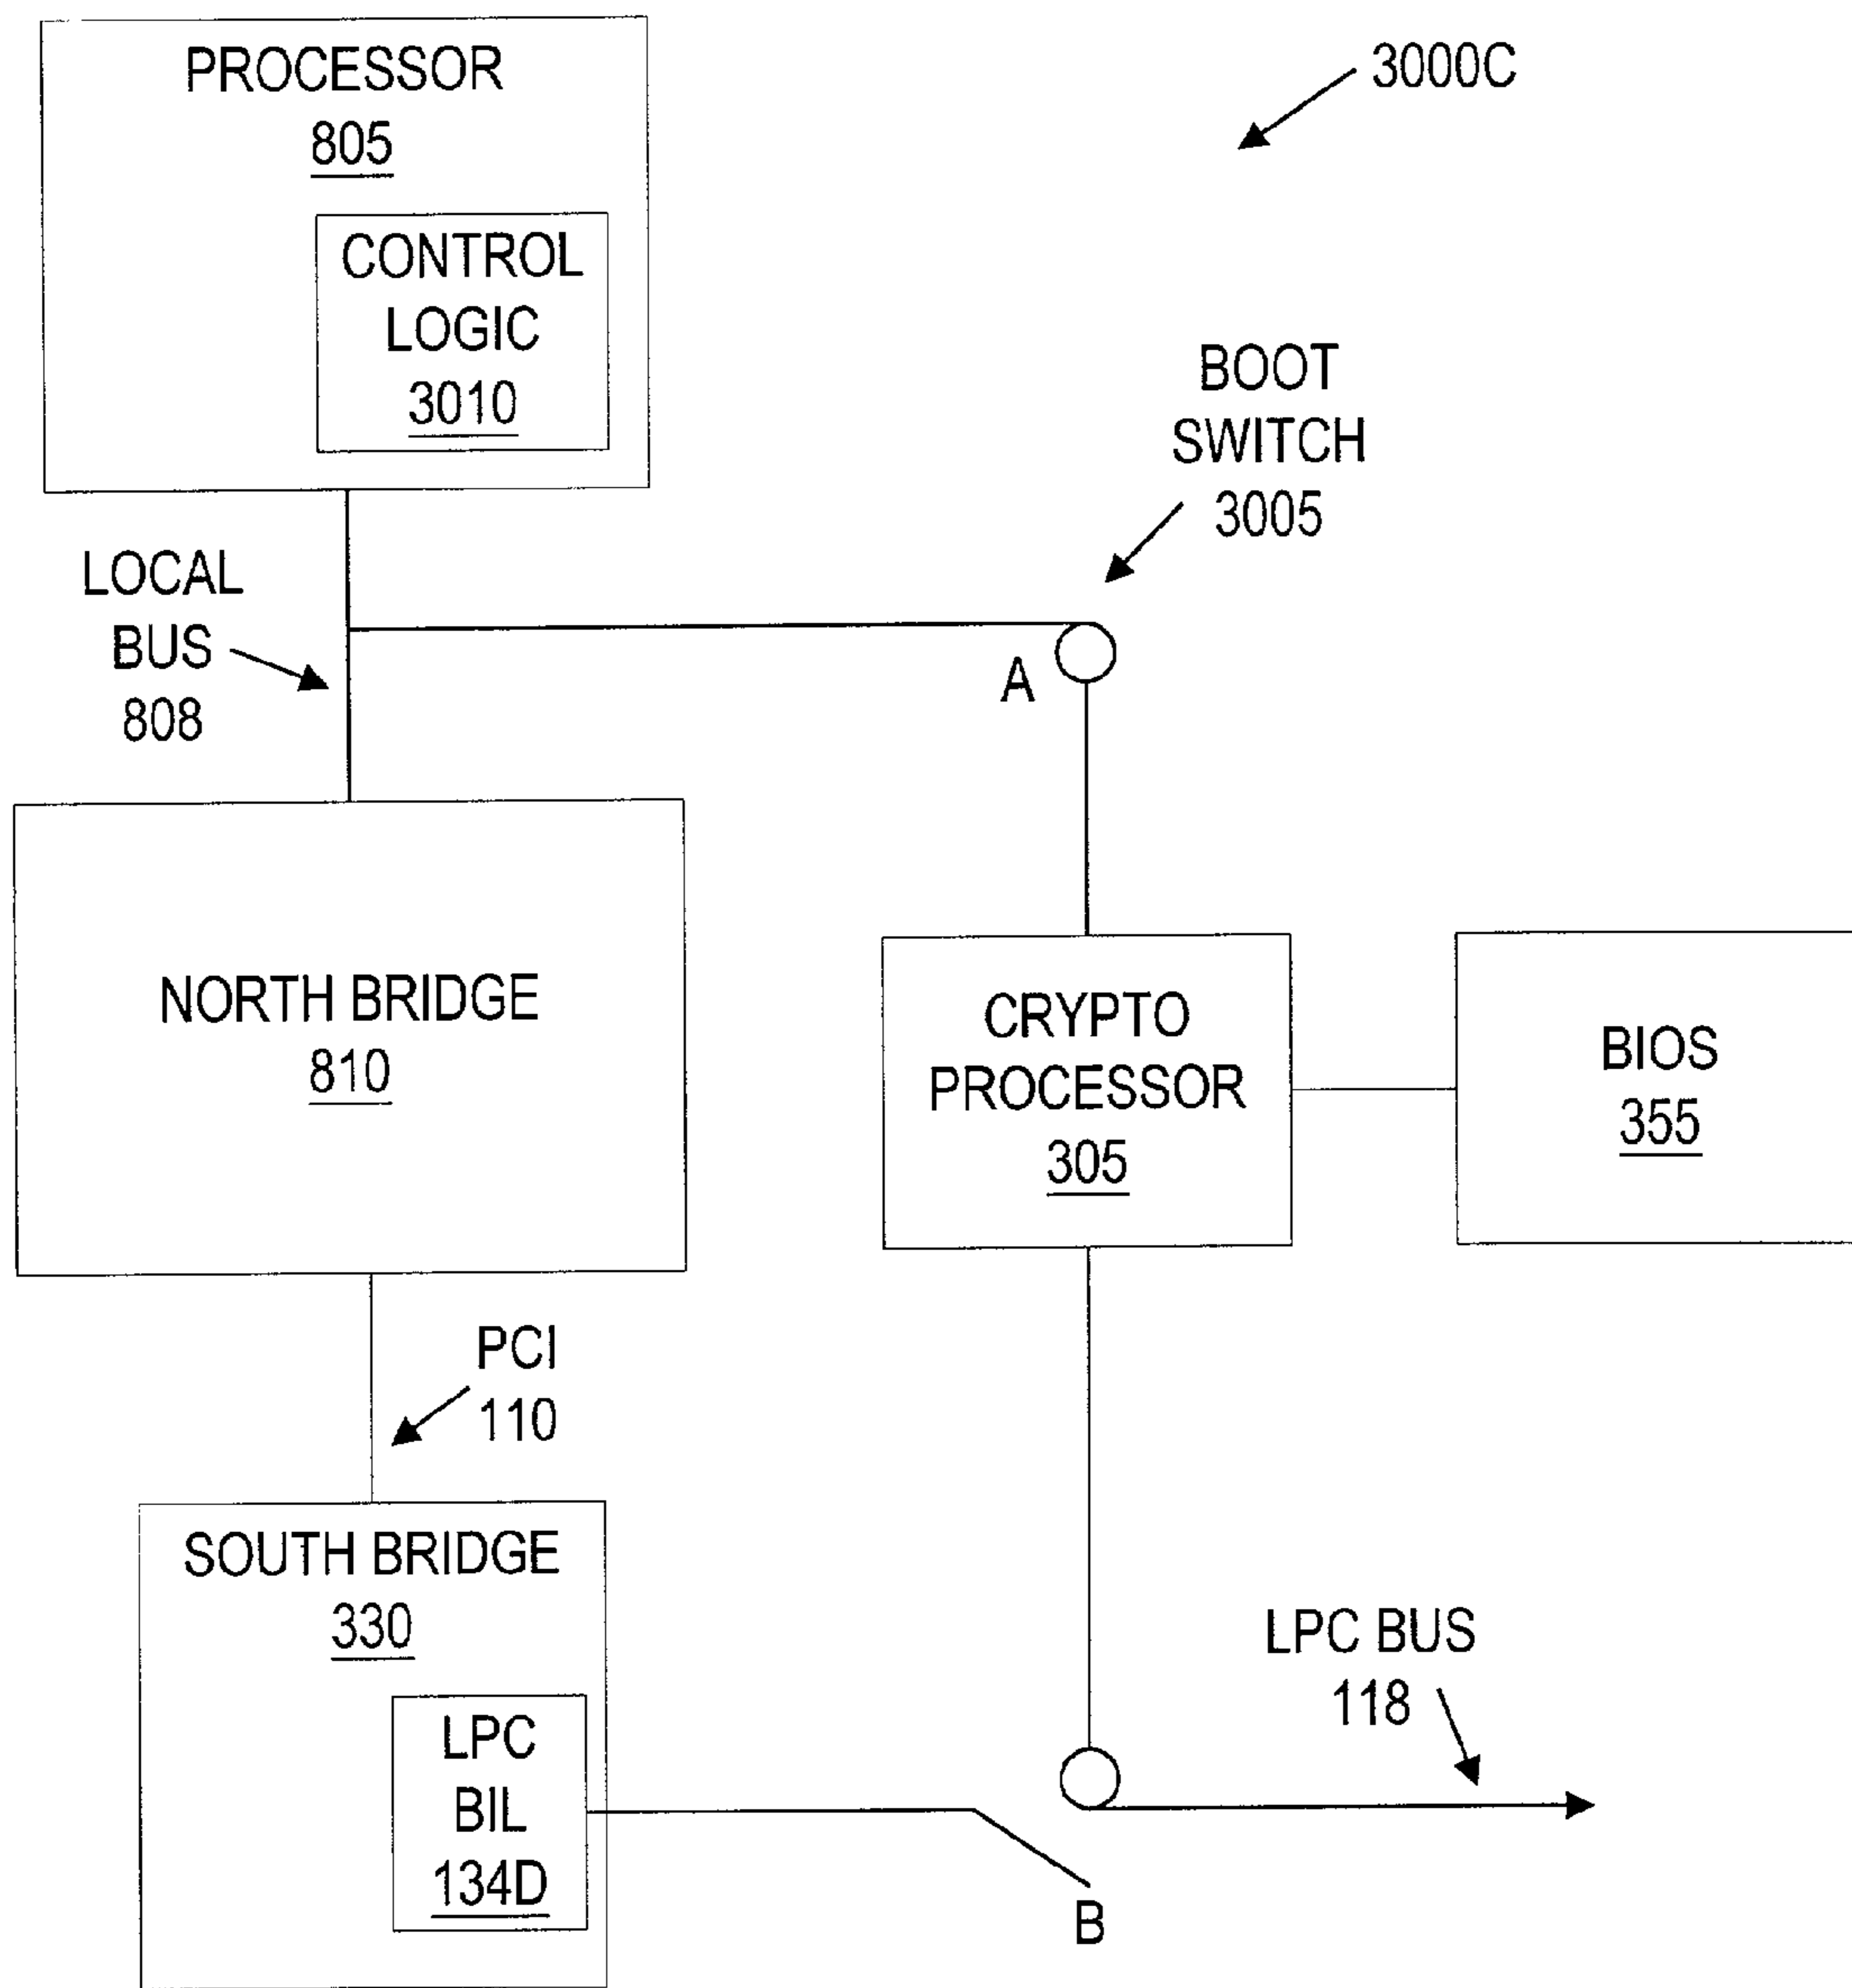 PROCESSOR
805
CONTROL
LOGIC
3010
3000C
BOOT
SWITCH
3005
LOCAL
BUS
808
A
NORTH BRIDGE
810
CRYPTO
PROCESSOR
305
BIOS
355
PCI
110
SOUTH BRIDGE
330
LPC
BIL
134D
LPC BUS
118
B